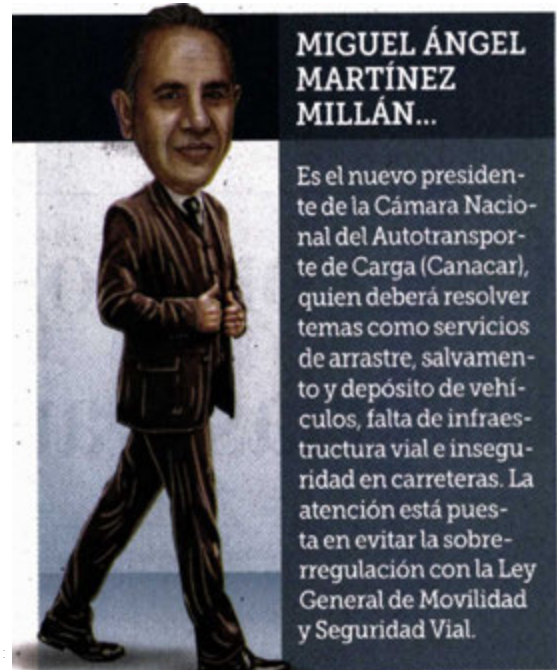 MIGUEL ÁNGEL
MARTÍNEZ
MILLÁN...
Es el nuevo presiden-
te de la Cámara Nacio-
nal del Autotranspor-
te de Carga (Canacar),
quien deberá resolver
temas como servicios
de arrastre, salvamen-
to y depósito de vehí-
culos, falta de infraes-
tructura vial e insegu-
ridad en carreteras. La
atención está pues-
ta en evitar la sobre-
rregulación con la Ley
General de Movilidad
y Seguridad Vial.